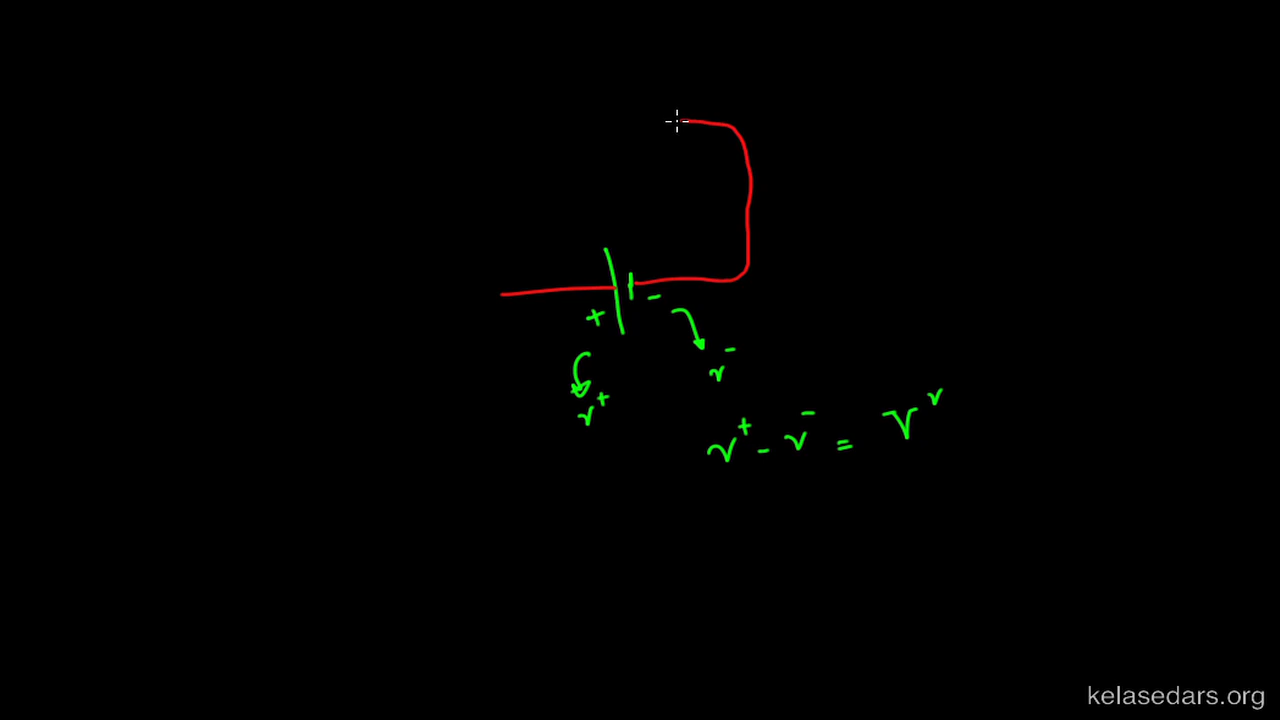 + -
v⁻
v⁺
v⁺ - v⁻ = V^v
kelasedars.org